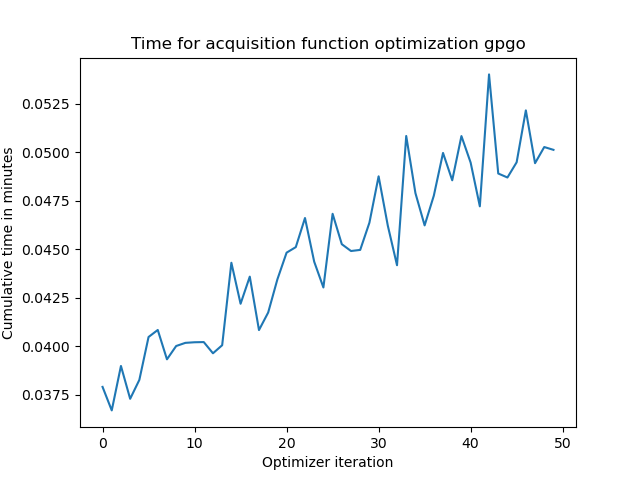 Time for acquisition function optimization gpgo
Cumulative time in minutes
0.0525
0.0500
0.0475
0.0450
0.0425
0.0400
0.0375
0 10 20 30 40 50
Optimizer iteration